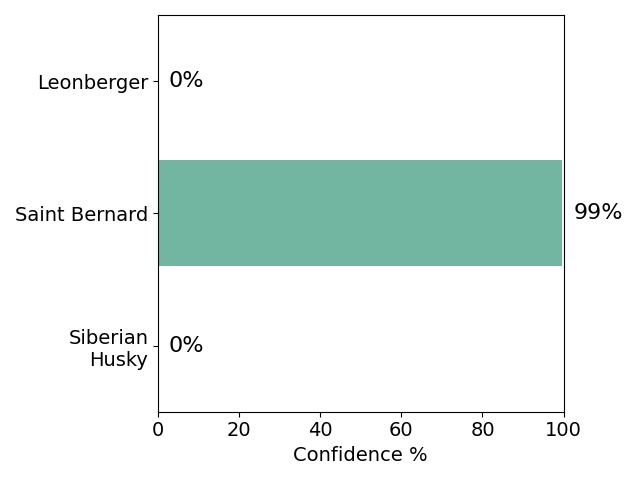 Leonberger 0%
Saint Bernard 99%
Siberian
Husky 0%
0 20 40 60 80 100
Confidence %